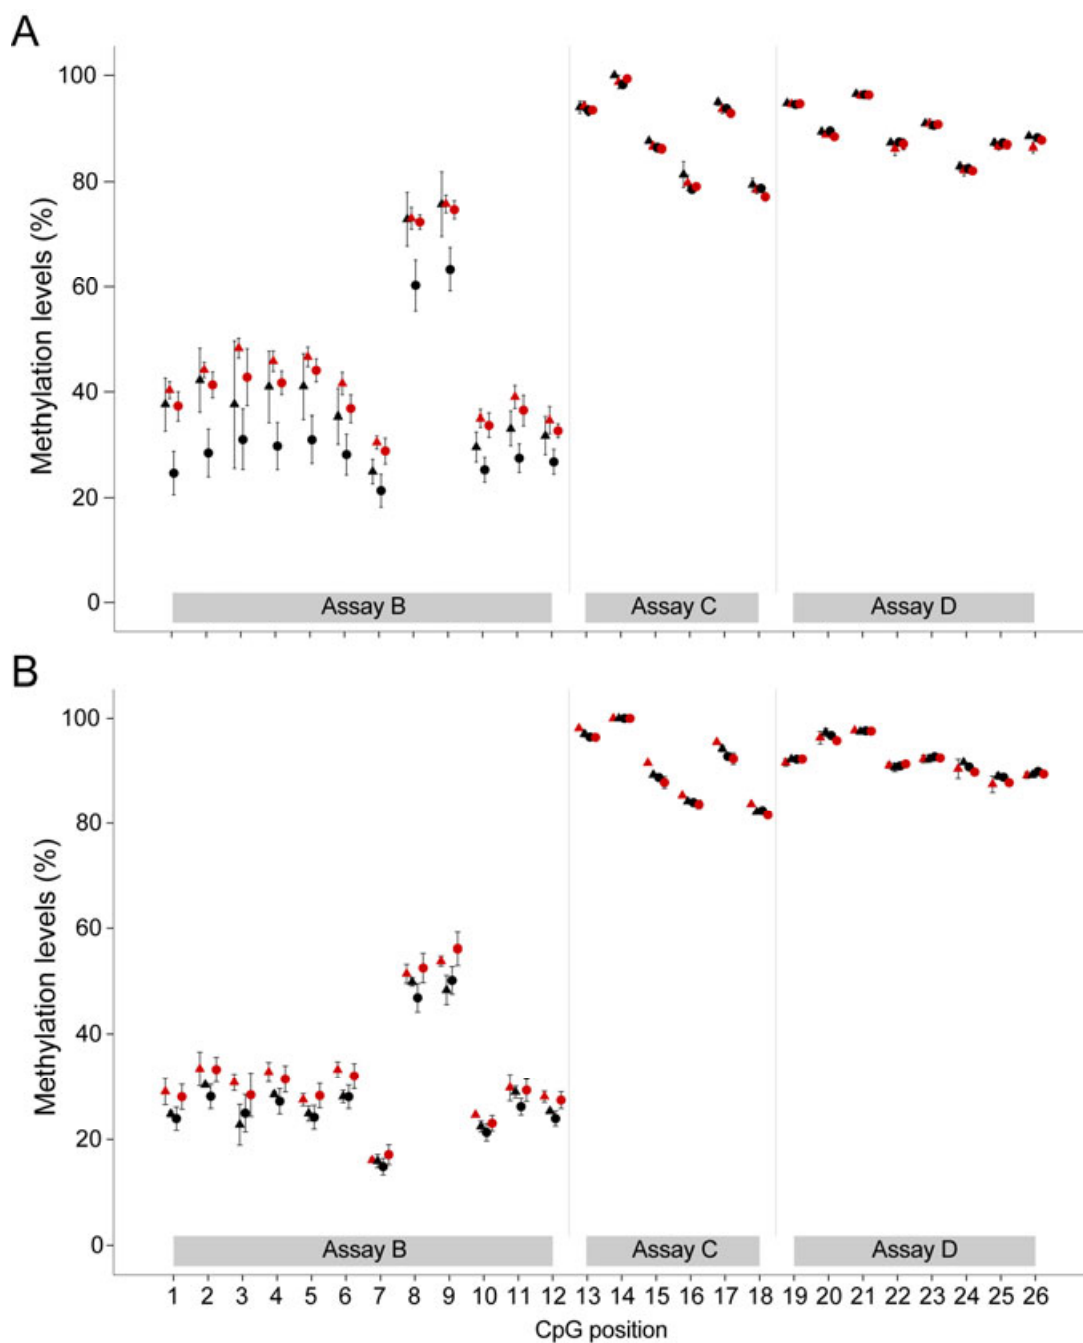 A
Methylation levels (%)
100
80
60
40
20
0
Assay B
Assay C
Assay D
B
Methylation levels (%)
100
80
60
40
20
0
Assay B
Assay C
Assay D
1 2 3 4 5 6 7 8 9 10 11 12 13 14 15 16 17 18 19 20 21 22 23 24 25 26
CpG position